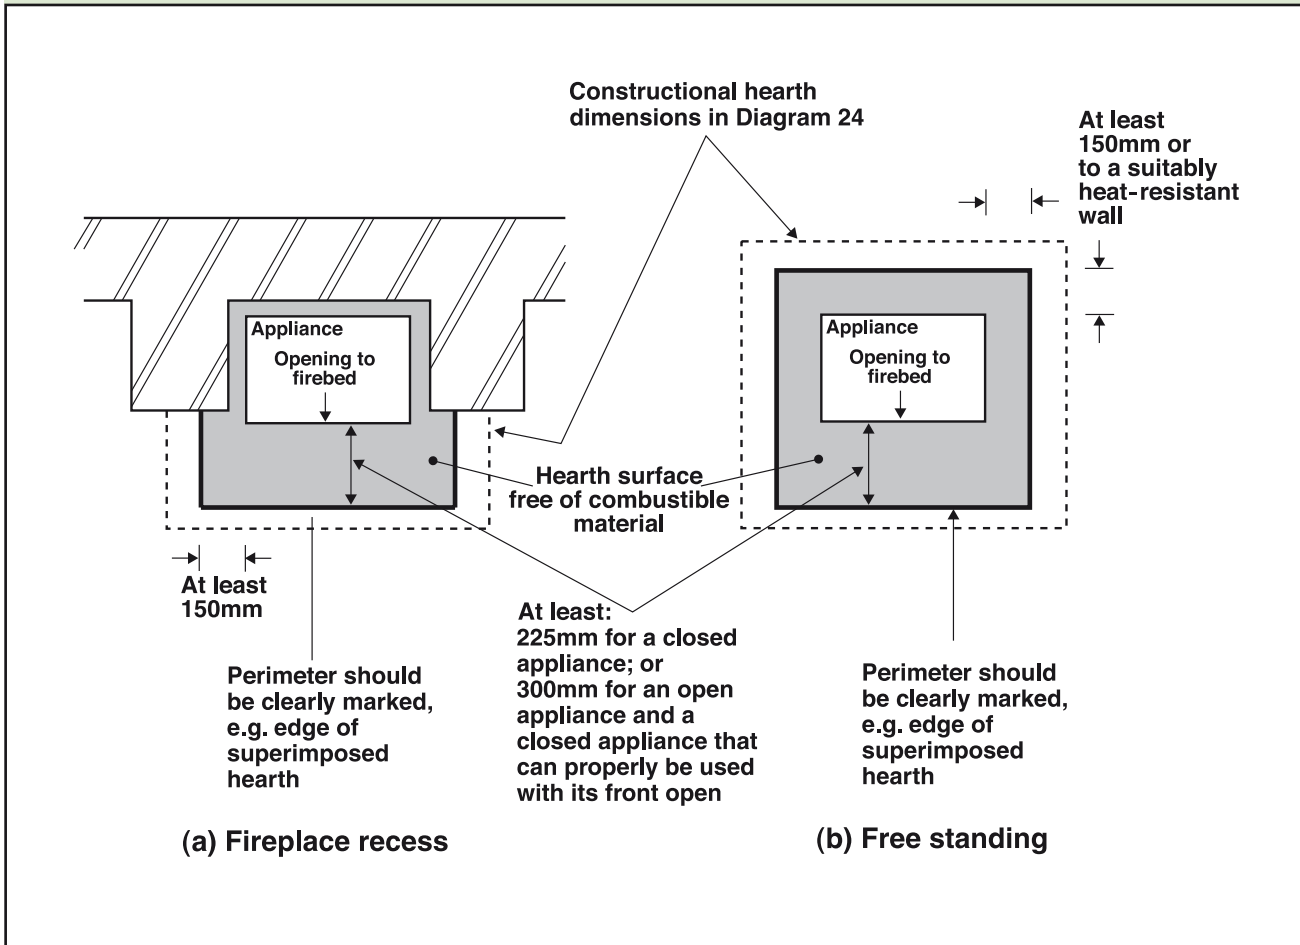 Constructional hearth
dimensions in Diagram 24
At least
150mm or
to a suitably
heat-resistant
wall
Appliance
Opening to
firebed
Appliance
Opening to
firebed
Hearth surface
free of combustible
material
At least
150mm
At least:
225mm for a closed
appliance; or
300mm for an open
appliance and a
closed appliance that
can properly be used
with its front open
Perimeter should
be clearly marked,
e.g. edge of
superimposed
hearth
Perimeter should
be clearly marked,
e.g. edge of
superimposed
hearth
(a) Fireplace recess
(b) Free standing